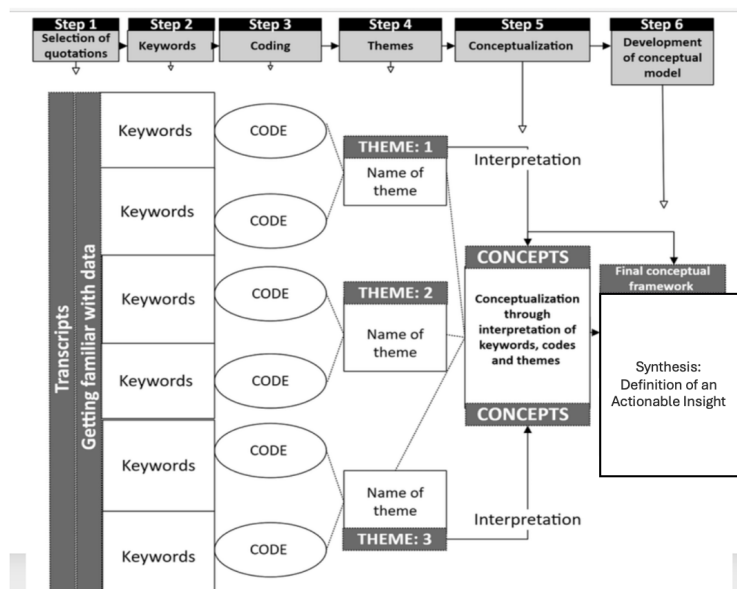 Step 1
Selection of
quotations
Step 2
Keywords
Step 3
Coding
Step 4
Themes
Step 5
Conceptualization
Step 6
Development
of conceptual
model
Transcripts
Getting familiar with data
Keywords
Keywords
Keywords
Keywords
Keywords
Keywords
CODE
CODE
CODE
CODE
CODE
CODE
THEME: 1
Name of
theme
THEME: 2
Name of
theme
Name of
theme
THEME: 3
Interpretation
CONCEPTS
Conceptualization
through
interpretation of
keywords, codes
and themes
CONCEPTS
Interpretation
Final conceptual
framework
Synthesis:
Definition of an
Actionable Insight